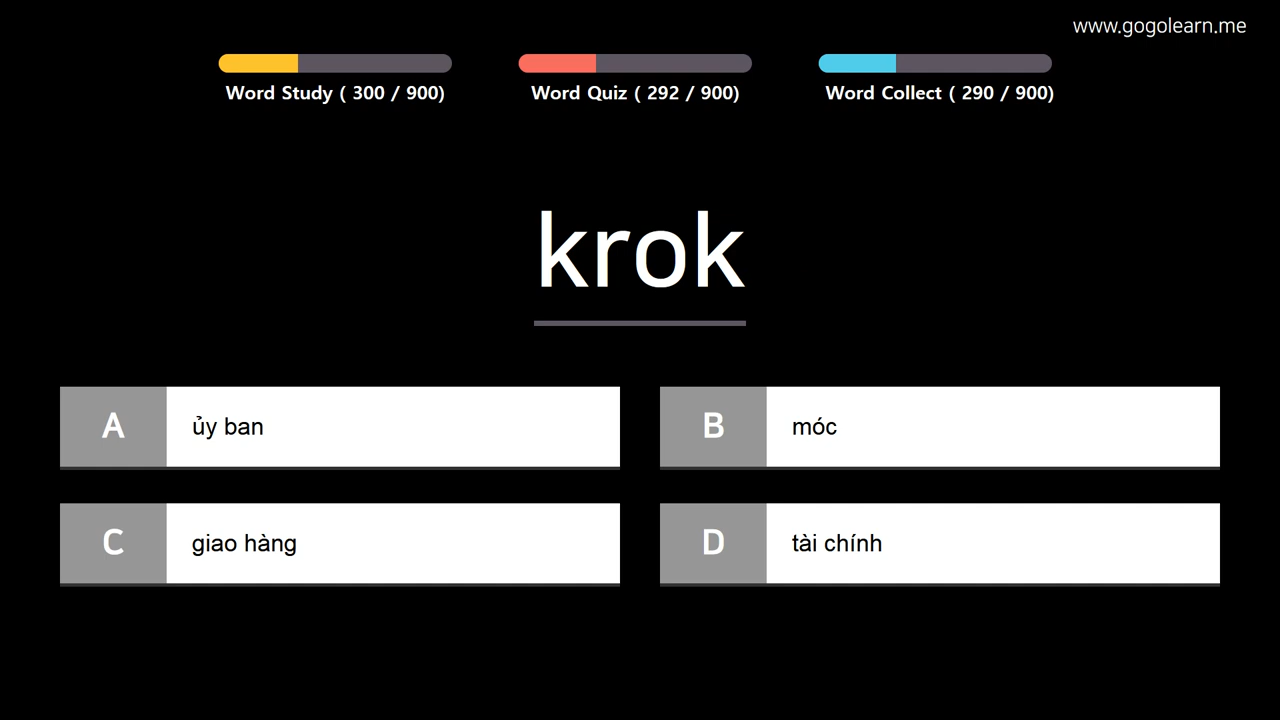 www.gogolearn.me
Word Study ( 300 / 900)
Word Quiz ( 292 / 900)
Word Collect ( 290 / 900)
krok
A
ủy ban
B
móc
C
giao hàng
D
tài chính